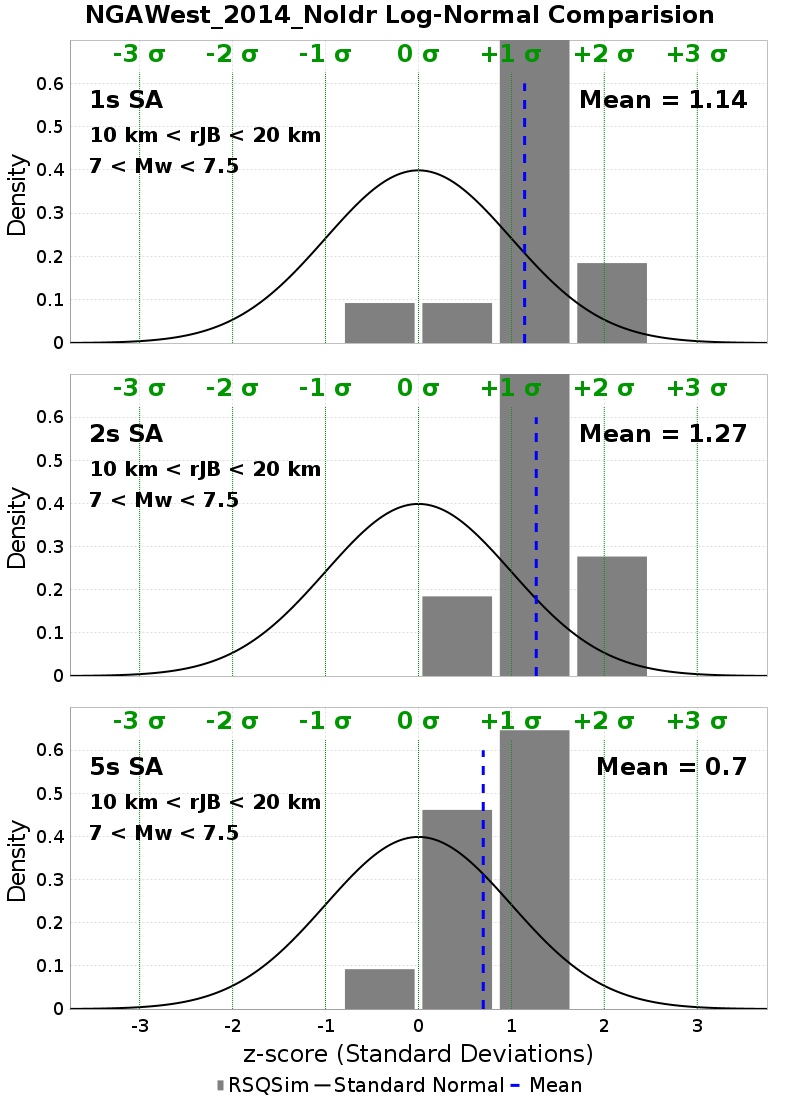 NGAWest_2014_NoIdr Log-Normal Comparision
-3 σ -2 σ -1 σ 0 σ +1 σ +2 σ +3 σ
1s SA
Mean = 1.14
10 km < rJB < 20 km
7 < Mw < 7.5
0.6
0.5
0.4
0.3
0.2
0.1
0
Density
-3 σ -2 σ -1 σ 0 σ +1 σ +2 σ +3 σ
2s SA
Mean = 1.27
10 km < rJB < 20 km
7 < Mw < 7.5
0.6
0.5
0.4
0.3
0.2
0.1
0
Density
-3 σ -2 σ -1 σ 0 σ +1 σ +2 σ +3 σ
5s SA
Mean = 0.7
10 km < rJB < 20 km
7 < Mw < 7.5
0.6
0.5
0.4
0.3
0.2
0.1
0
Density
-3 -2 -1 0 1 2 3
z-score (Standard Deviations)
RSQSim Standard Normal Mean